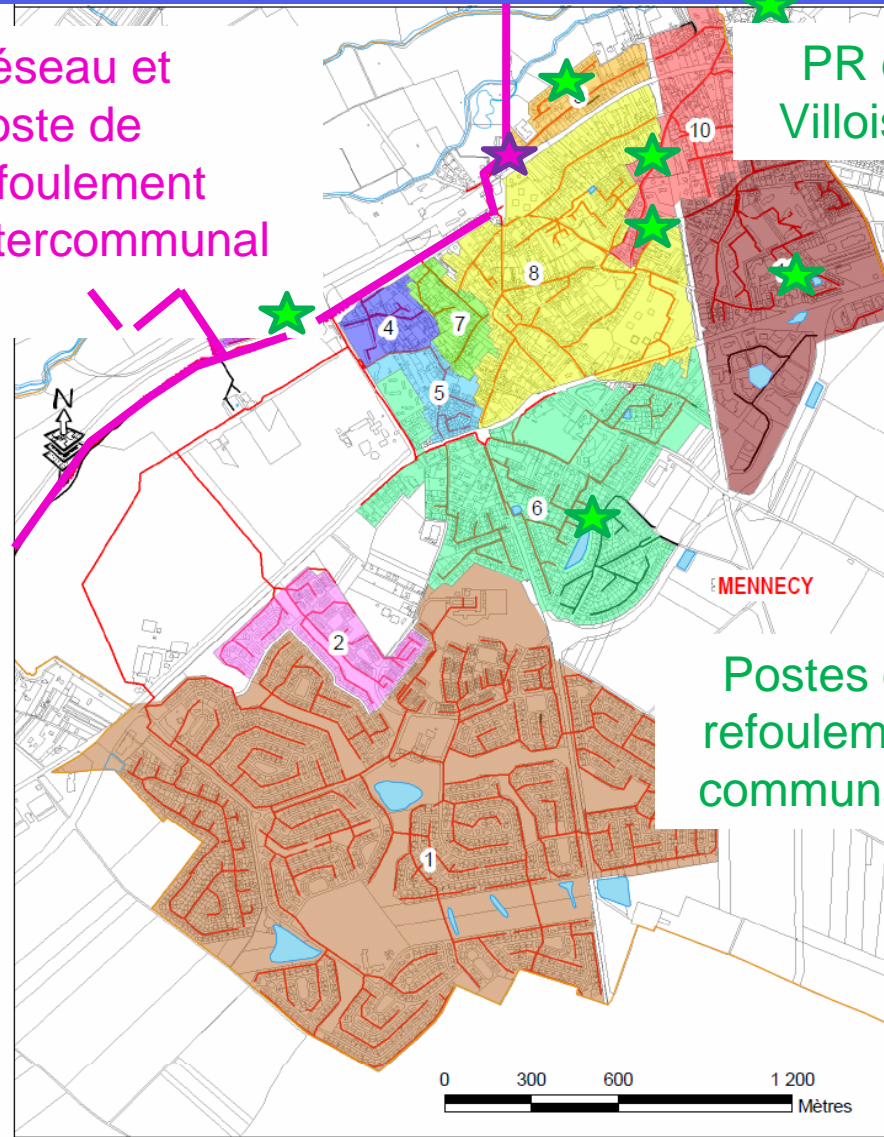 éseau et
oste de
foulement
tercommunal
PR
Villois
10
8
4
7
5
N
6
MENNECY
2
Postes
refoulem
commun
1
0 300 600 1 200
Mètres